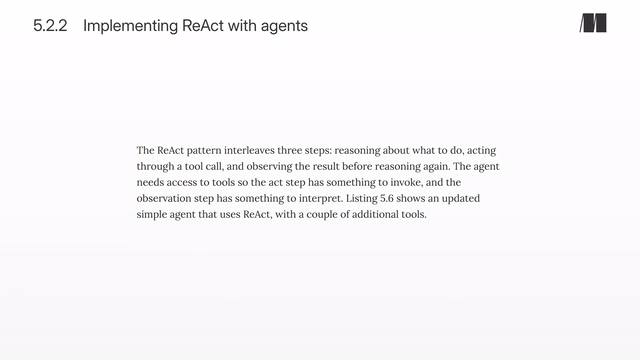 5.2.2 Implementing ReAct with agents
The ReAct pattern interleaves three steps: reasoning about what to do, acting
through a tool call, and observing the result before reasoning again. The agent
needs access to tools so the act step has something to invoke, and the
observation step has something to interpret. Listing 5.6 shows an updated
simple agent that uses ReAct, with a couple of additional tools.